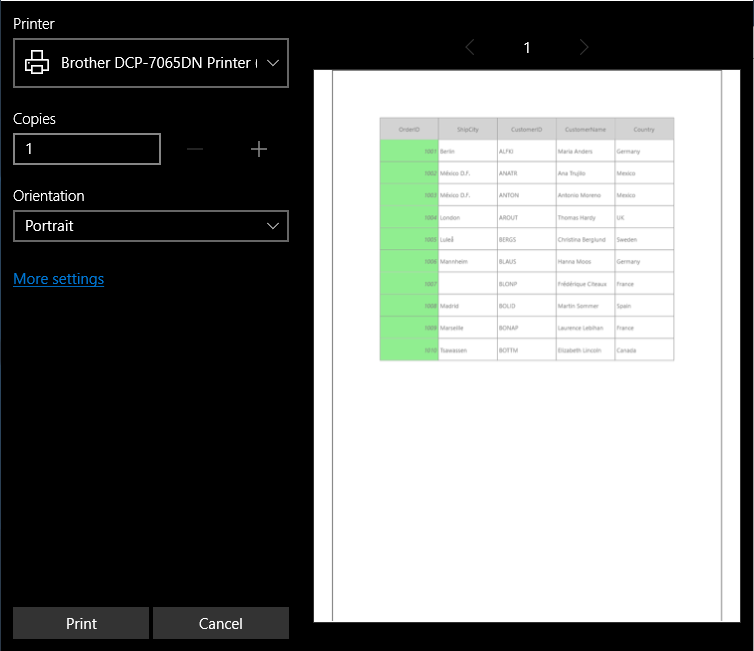 Printer
Brother DCP-7065DN Printer (
Copies
1
Orientation
Portrait
More settings
Print
Cancel
1
OrderID ShipCity CustomerID CustomerName Country
1001 Berlin ALFKI Maria Anders Germany
1002 México D.F. ANATR Ana Trujilo Mexico
1003 México D.F. ANTON Antonio Moreno Mexico
1004 London AROUT Thomas Hardy UK
1005 Luleå BERGS Christina Berglund Sweden
1006 Mannheim BLAUS Hanna Moos Germany
1007 BLONP Frédérique Citeaux France
1008 Madrid BOLID Martin Sommer Spain
1009 Marseille BONAP Laurence Lebihan France
1010 Tsawassen BOTTM Elizabeth Lincoln Canada